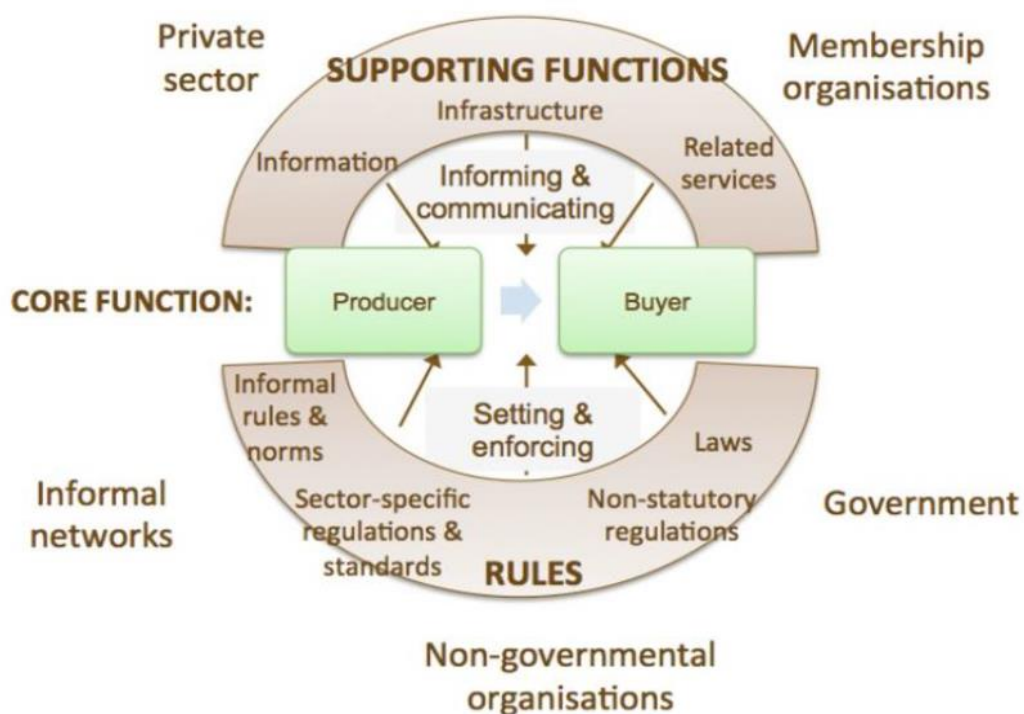 Private
sector
Membership
organisations
SUPPORTING FUNCTIONS
Infrastructure
Information
Related
services
Informing &
communicating
CORE FUNCTION:
Producer
Buyer
Informal
rules &
norms
Setting &
enforcing
Laws
Sector-specific
regulations &
standards
Non-statutory
regulations
RULES
Informal
networks
Government
Non-governmental
organisations